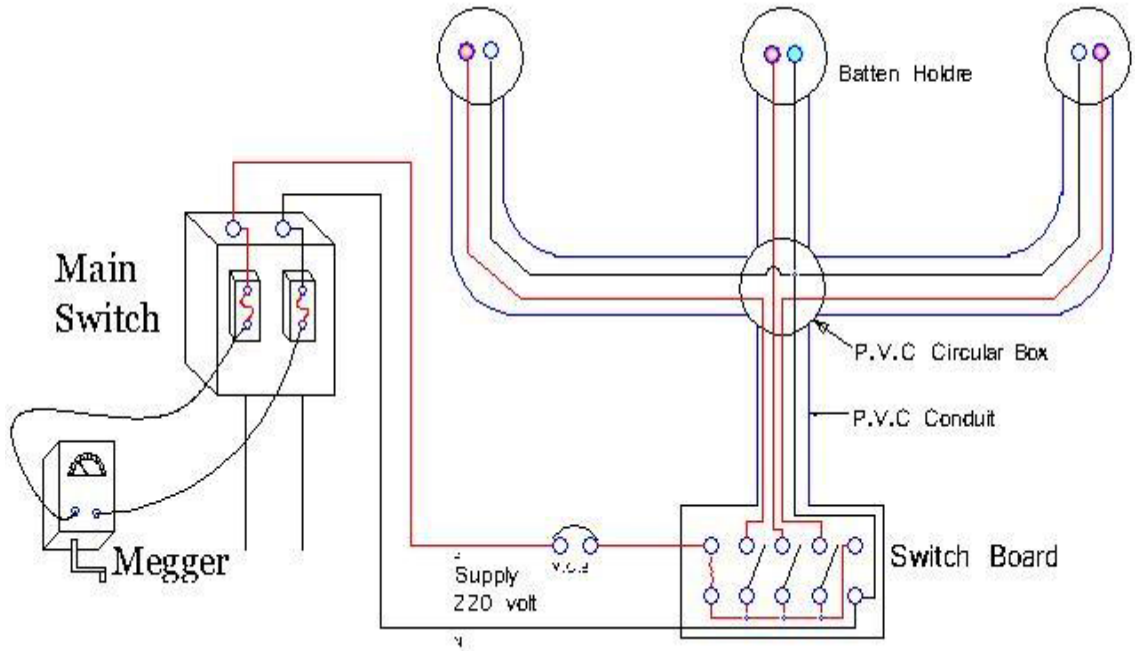 Batten Holdre
Main
Switch
P.V.C Circular Box
P.V.C Conduit
Megger
Supply
220 volt
Switch Board
N